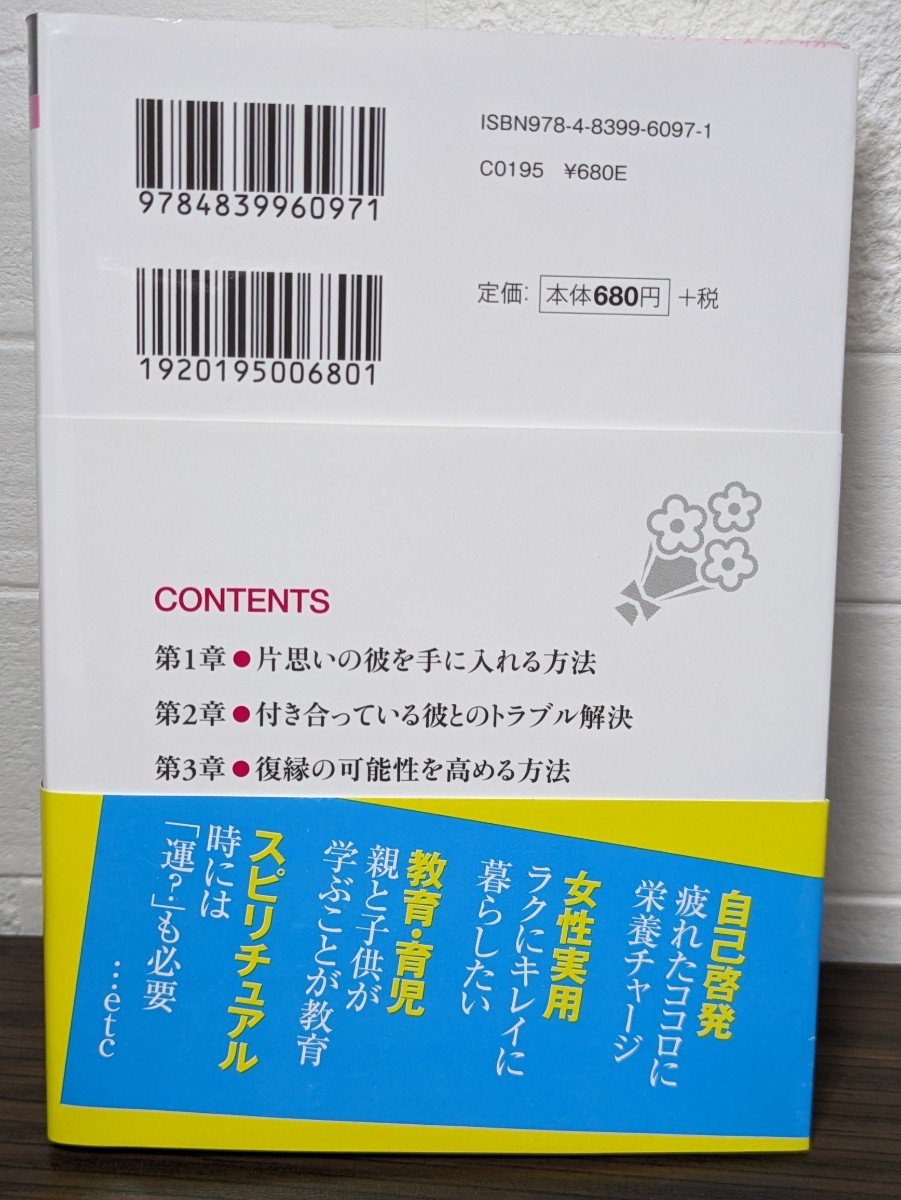 9784839960971
ISBN978-4-8399-6097-1
C0195 ¥680E
1920195006801
定価: 本体680円 +税
CONTENTS
第1章●片思いの彼を手に入れる方法
第2章●付き合っている彼とのトラブル解決
第3章●復縁の可能性を高める方法
自己啓発
疲れたココロに
栄養チャージ
女性実用
ラクにキレイに
暮らしたい
教育・育児
親と子供が
学ぶことが教育
スピリチュアル
時には
「運?」も必要
…etc